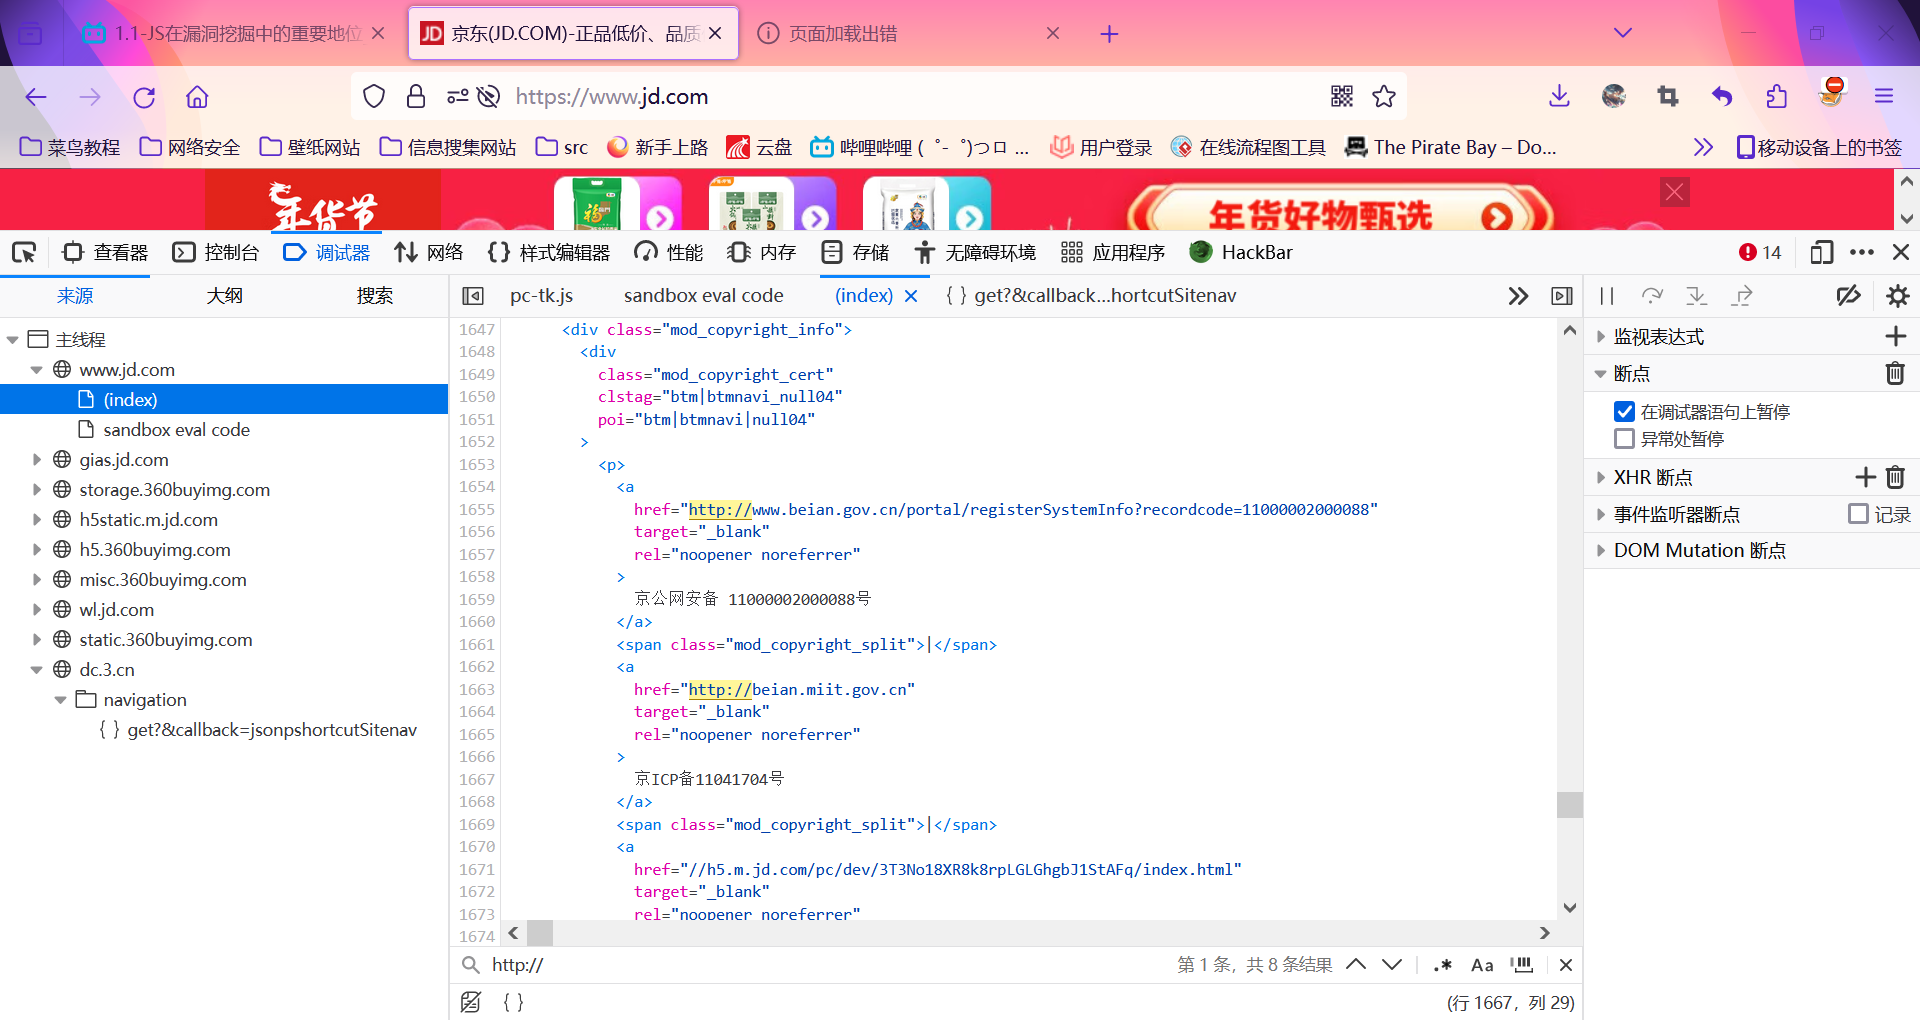 1.1-JS在漏洞挖掘中的重要地位
JD 京东(JD.COM)-正品低价、品质
页面加载出错
https://www.jd.com
菜鸟教程 网络安全 壁纸网站 信息搜集网站 src 新手上路 云盘 哔哩哔哩 ( ゜- ゜)つロ ... 用户登录 在线流程图工具 The Pirate Bay – Do... 移动设备上的书签
年货节 福 年货好物甄选
查看器 控制台 调试器 网络 样式编辑器 性能 内存 存储 无障碍环境 应用程序 HackBar 14
来源 大纲 搜索
pc-tk.js sandbox eval code (index) { } get?&callback...hortcutSitenav
主线程
www.jd.com
(index)
sandbox eval code
gias.jd.com
storage.360buyimg.com
h5static.m.jd.com
h5.360buyimg.com
misc.360buyimg.com
wl.jd.com
static.360buyimg.com
dc.3.cn
navigation
{ } get?&callback=jsonpshortcutSitenav
1647 <div class="mod_copyright_info">
1648 <div
1649 class="mod_copyright_cert"
1650 clstag="btm|btmnavi_null04"
1651 poi="btm|btmnavi|null04"
1652 >
1653 <p>
1654 <a
1655 href="http://www.beian.gov.cn/portal/registerSystemInfo?recordcode=11000002000088"
1656 target="_blank"
1657 rel="noopener noreferrer"
1658 >
1659 京公网安备 11000002000088号
1660 </a>
1661 <span class="mod_copyright_split">|</span>
1662 <a
1663 href="http://beian.miit.gov.cn"
1664 target="_blank"
1665 rel="noopener noreferrer"
1666 >
1667 京ICP备11041704号
1668 </a>
1669 <span class="mod_copyright_split">|</span>
1670 <a
1671 href="//h5.m.jd.com/pc/dev/3T3No18XR8k8rpLGLGhgbJ1StAFq/index.html"
1672 target="_blank"
1673 rel="noopener noreferrer"
1674
http:// 第 1 条，共 8 条结果 .* Aa
{ } (行 1667，列 29)
监视表达式
断点
在调试器语句上暂停
异常处暂停
XHR 断点
事件监听器断点 记录
DOM Mutation 断点